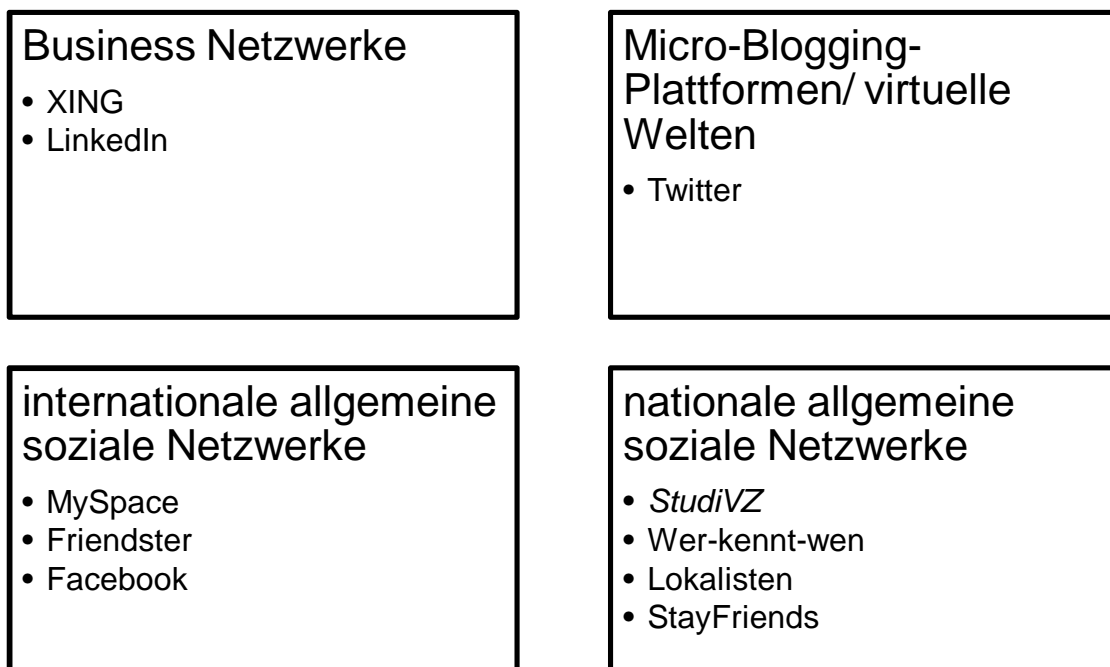 Business Netzwerke
• XING
• LinkedIn
Micro-Blogging-
Plattformen/ virtuelle
Welten
• Twitter
internationale allgemeine
soziale Netzwerke
• MySpace
• Friendster
• Facebook
nationale allgemeine
soziale Netzwerke
• StudiVZ
• Wer-kennt-wen
• Lokalisten
• StayFriends